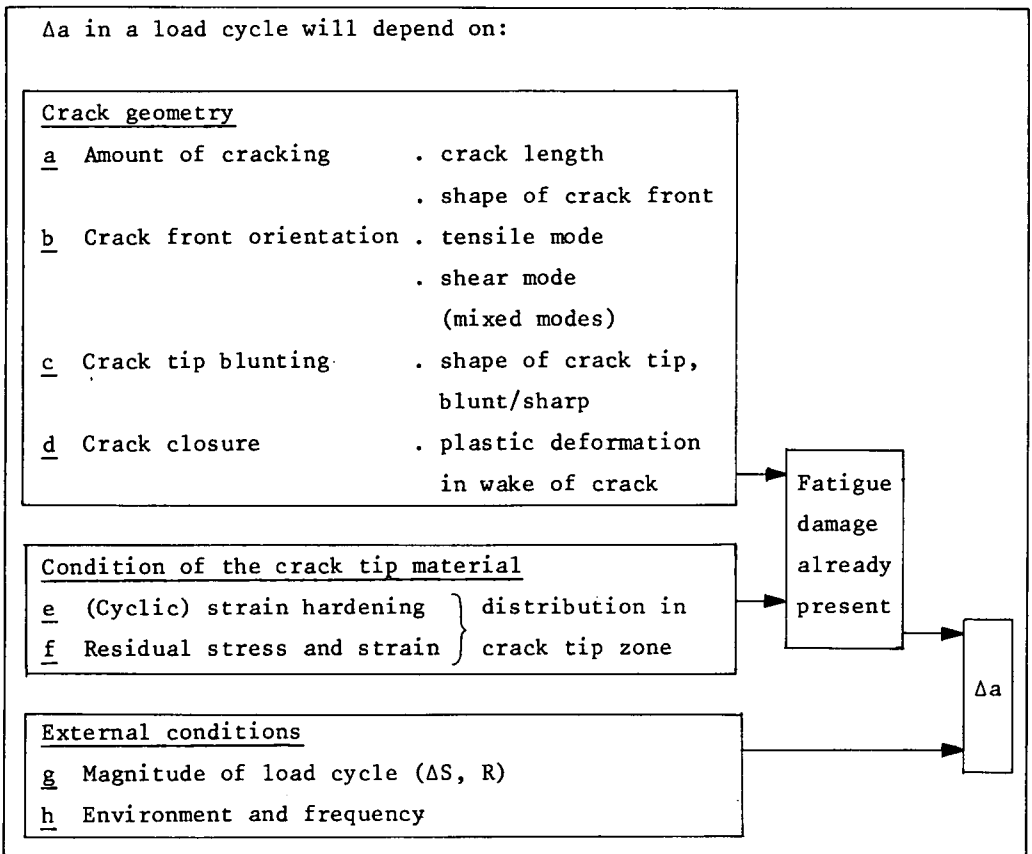 Δa in a load cycle will depend on:
Crack geometry
a Amount of cracking . crack length
. shape of crack front
b Crack front orientation . tensile mode
. shear mode
(mixed modes)
c Crack tip blunting . shape of crack tip,
blunt/sharp
d Crack closure . plastic deformation
in wake of crack
Fatigue
damage
already
present
Condition of the crack tip material
e (Cyclic) strain hardening } distribution in
f Residual stress and strain } crack tip zone
Δa
External conditions
g Magnitude of load cycle (ΔS, R)
h Environment and frequency